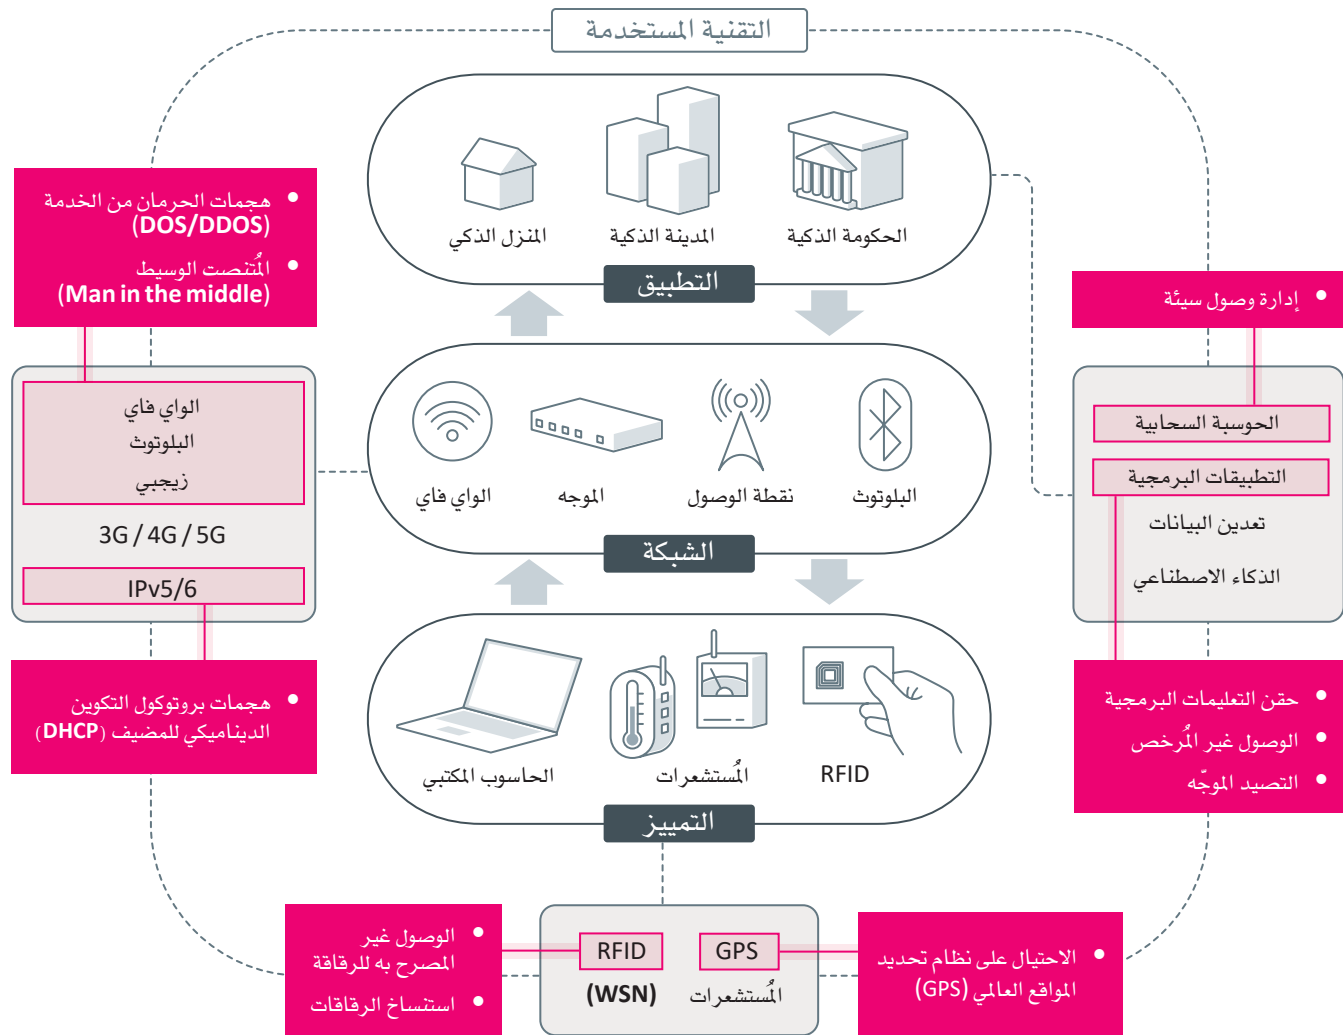 التقنية المستخدمة
الحكومة الذكية
المدينة الذكية
المنزل الذكي
التطبيق
• هجمات الحرمان من الخدمة
(DOS/DDOS)
• المُتنصت الوسيط
(Man in the middle)
• إدارة وصول سيئة
الحوسبة السحابية
التطبيقات البرمجية
تعدين البيانات
الذكاء الاصطناعي
البلوتوث
نقطة الوصول
الموجه
الواي فاي
الشبكة
الواي فاي
البلوتوث
زيجبي
3G / 4G / 5G
IPv5/6
• حقن التعليمات البرمجية
• الوصول غير المُرخص
• التصيد الموجّه
RFID
المُستشعرات
الحاسوب المكتبي
التمييز
• هجمات بروتوكول التكوين
الديناميكي للمضيف (DHCP)
• الاحتيال على نظام تحديد
المواقع العالمي (GPS)
GPS
المُستشعرات
RFID
(WSN)
• الوصول غير
المصرح به للرقاقة
• استنساخ الرقاقات